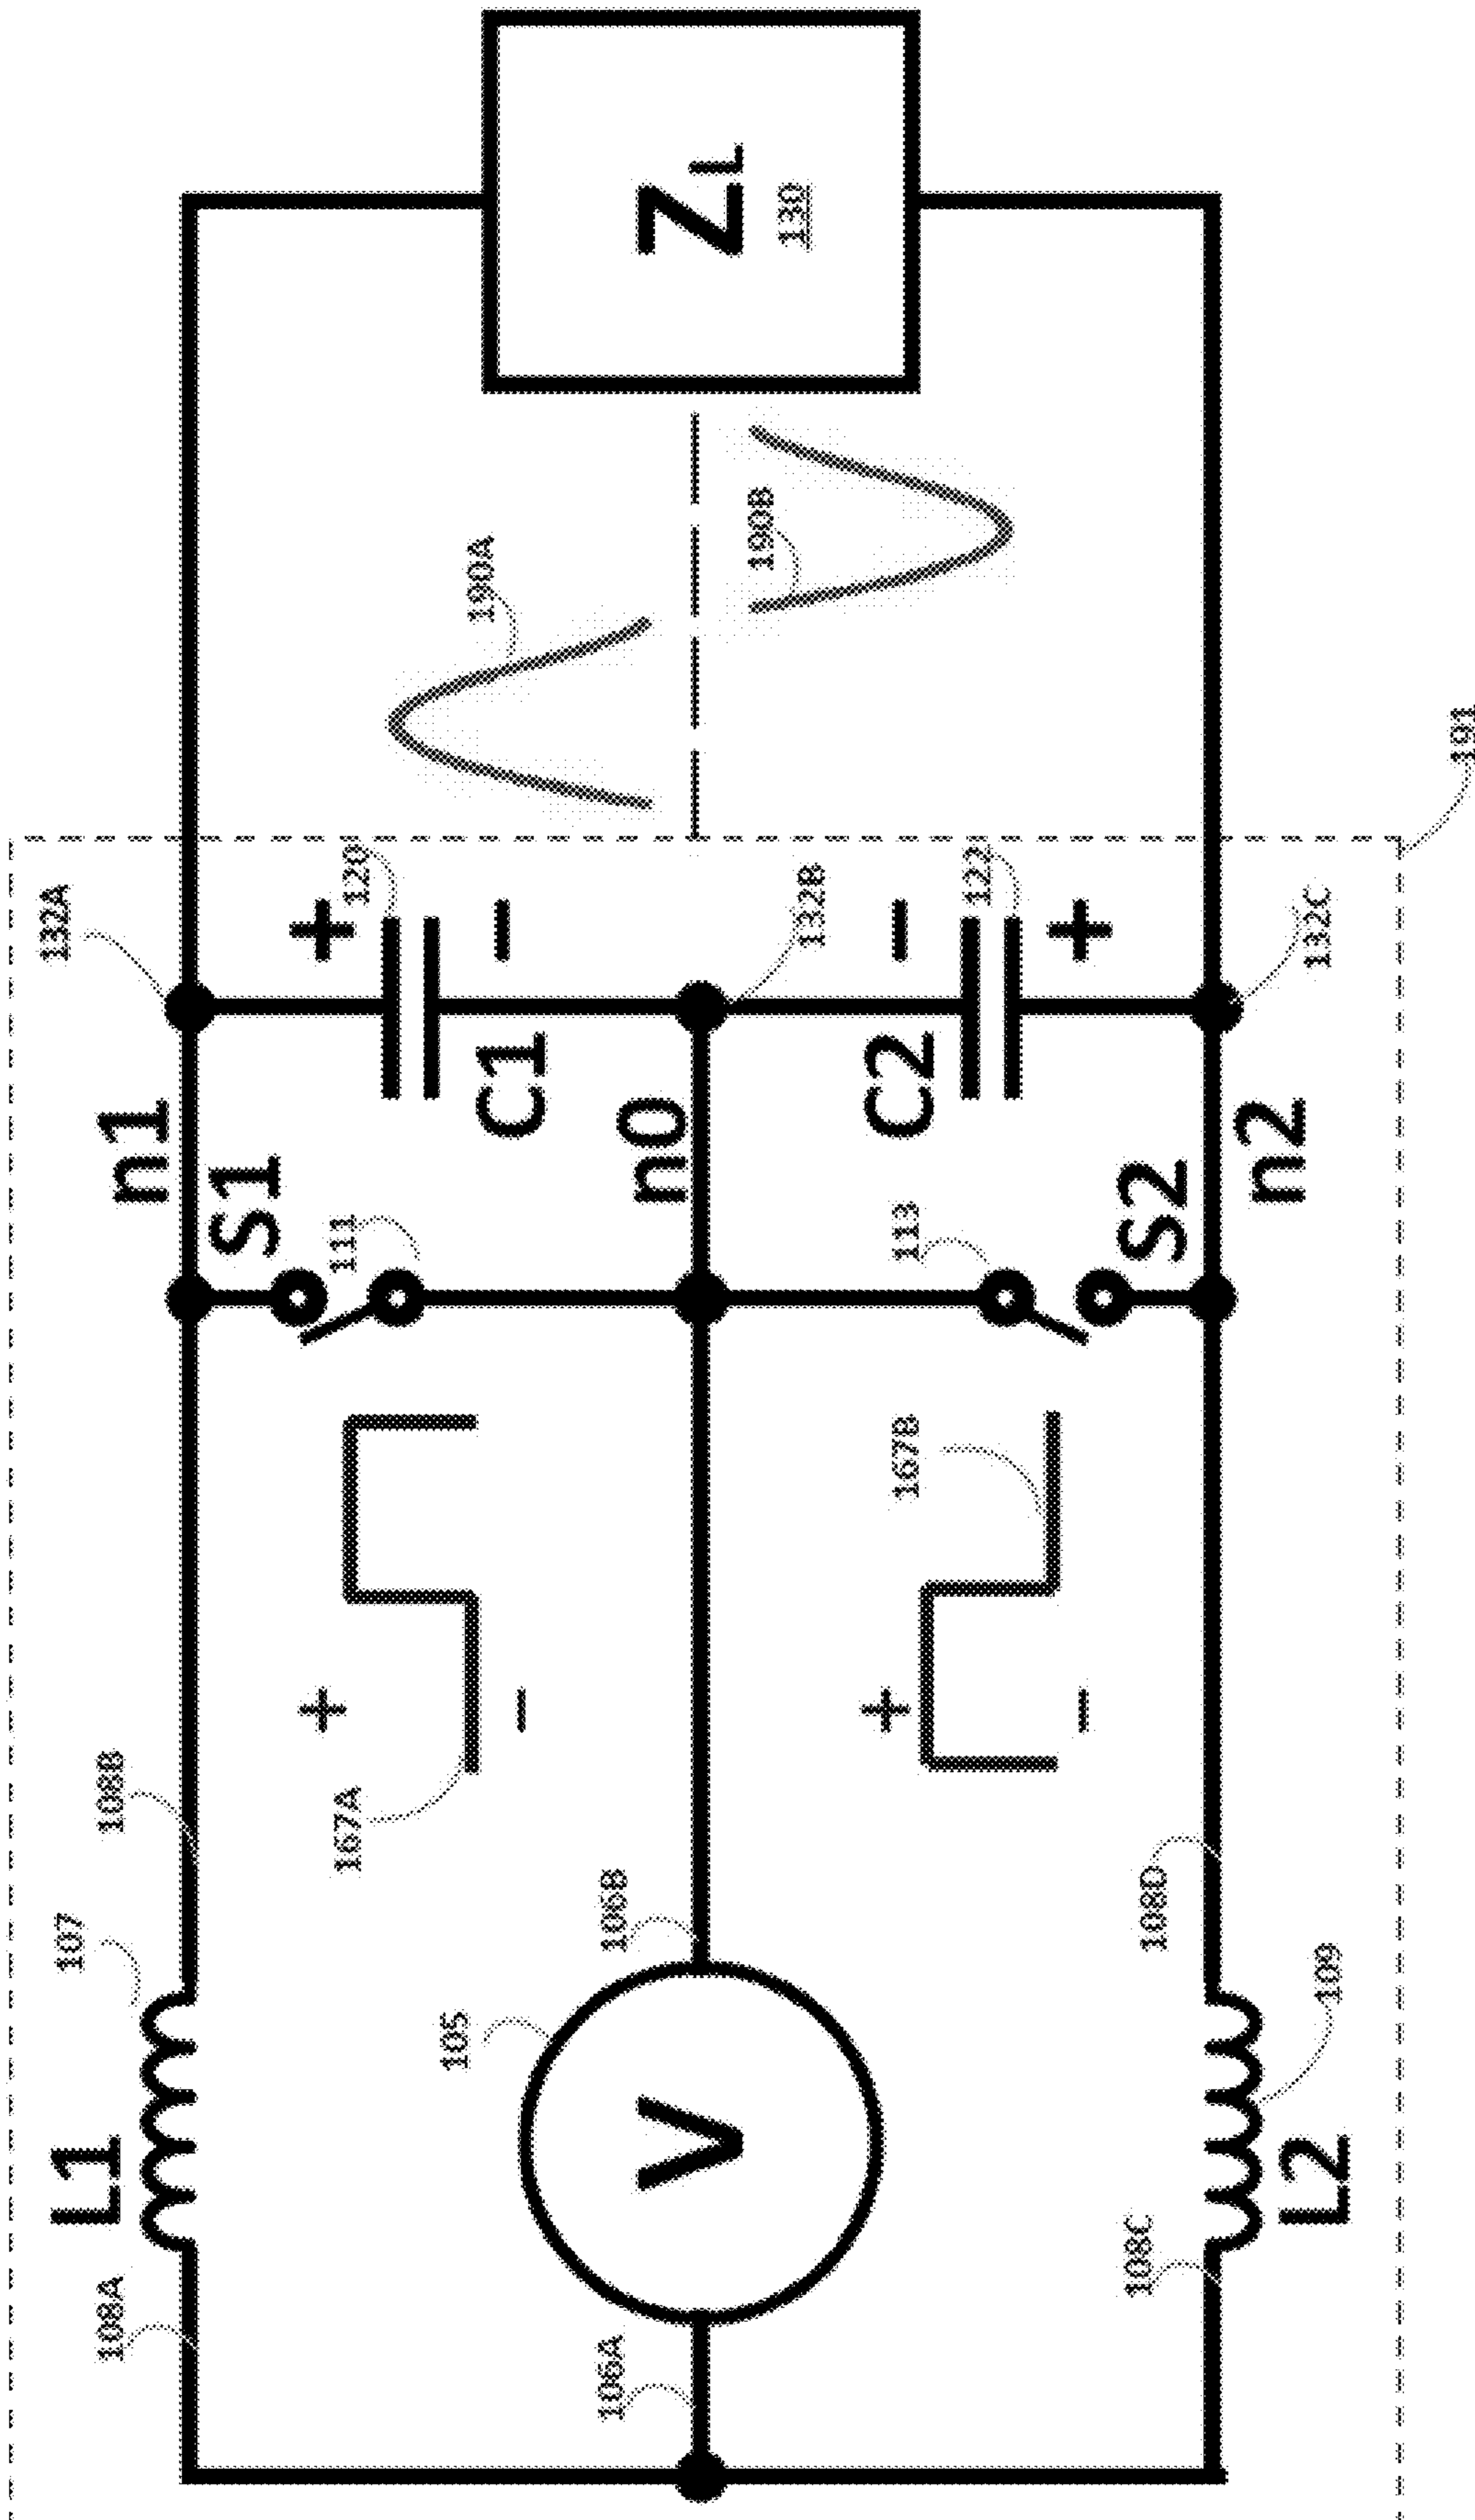 132A
107
L1
108A
108B
n1
S1
+
+
167A
111
120
105
190A
C1
−
−
106A
106B
n0
V
ZL
190B
130
132B
+
167B
113
C2
−
122
−
+
108C
108D
S2
n2
L2
109
132C
191